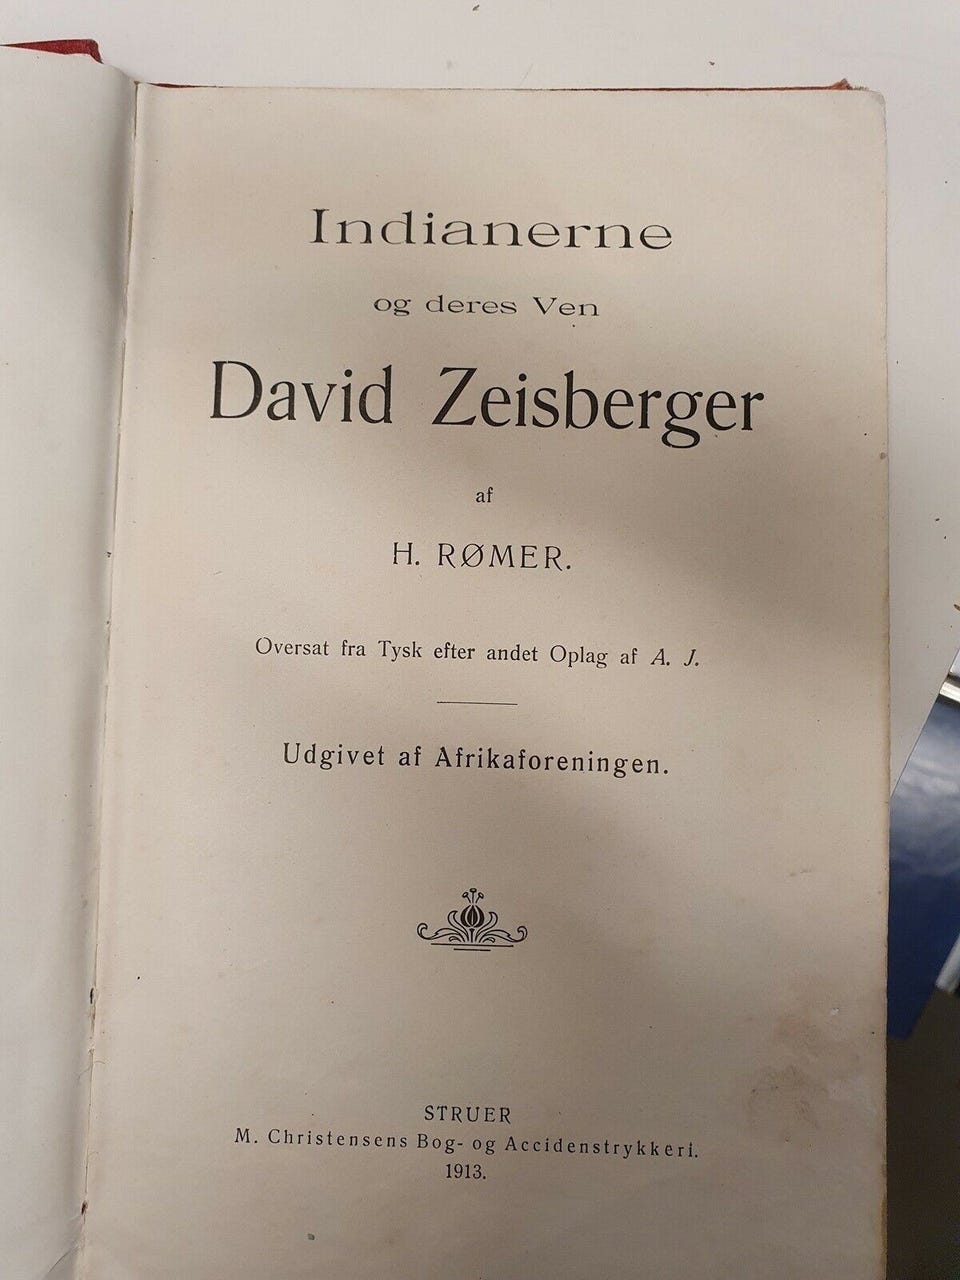 Indianerne
og deres Ven
David Zeisberger
af
H. RØMER.
Oversat fra Tysk efter andet Oplag af A. J.
Udgivet af Afrikaforeningen.
STRUER
M. Christensens Bog- og Accidenstrykkeri.
1913.